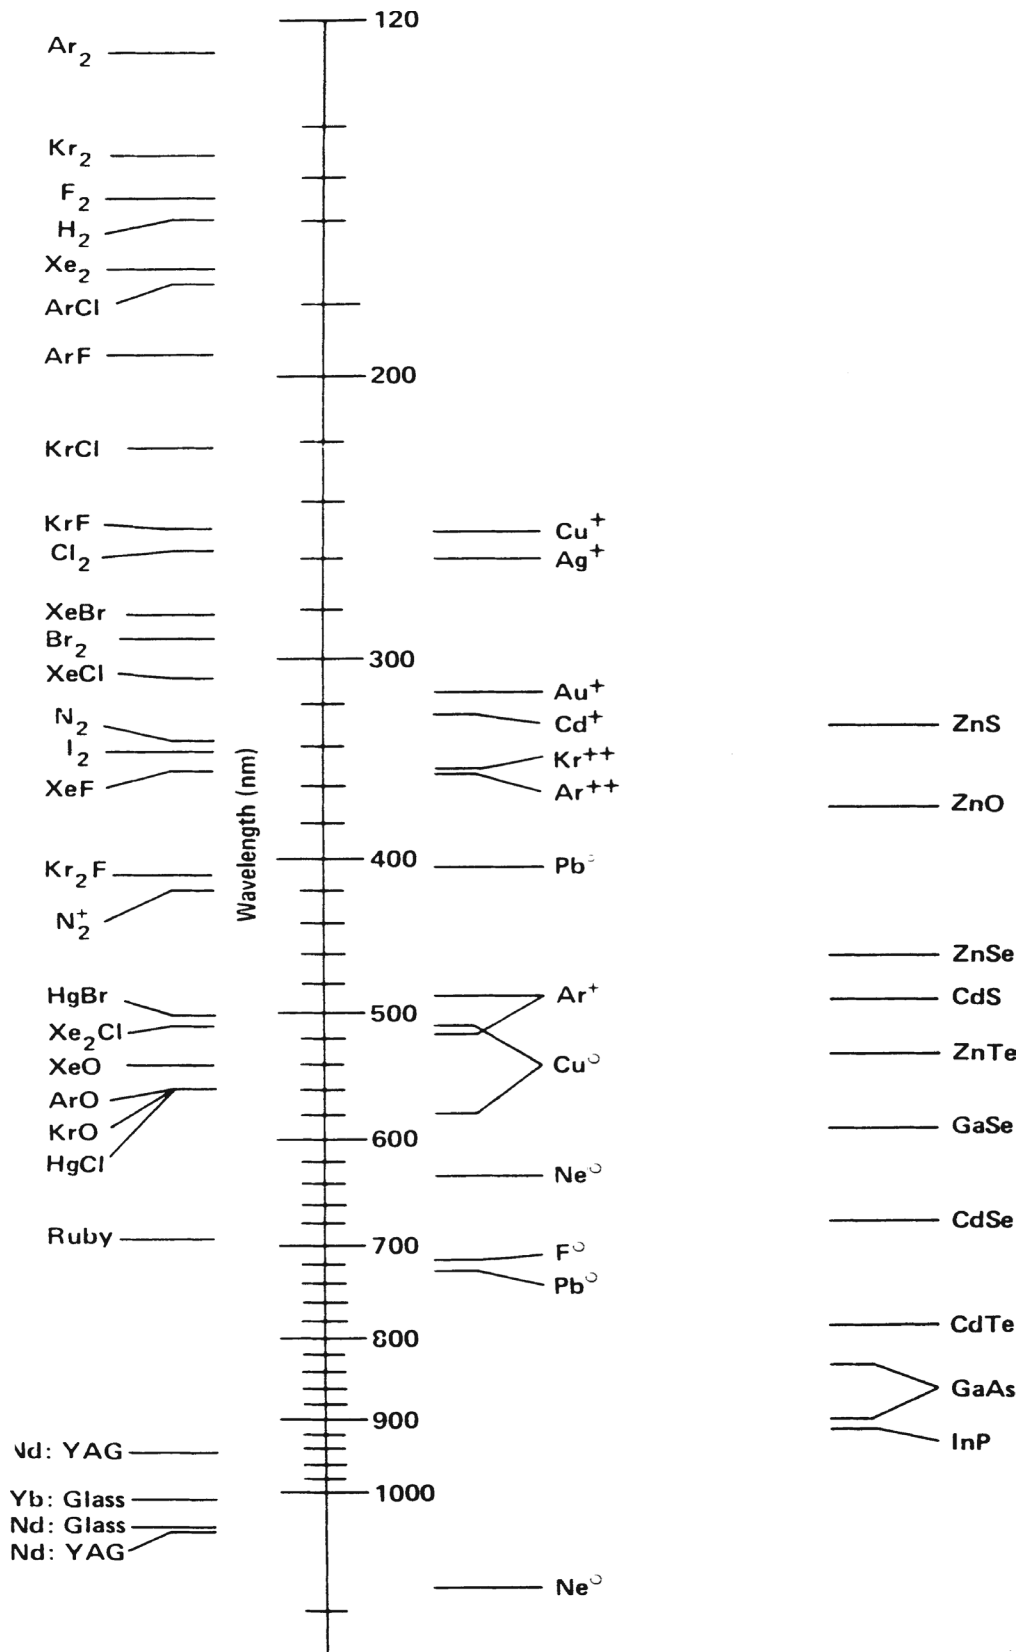 Ar₂
Kr₂
F₂
H₂
Xe₂
ArCl
ArF
KrCl
KrF
Cl₂
XeBr
Br₂
XeCl
N₂
I₂
XeF
Kr₂F
N₂⁺
HgBr
Xe₂Cl
XeO
ArO
KrO
HgCl
Ruby
Nd: YAG
Yb: Glass
Nd: Glass
Nd: YAG
Wavelength (nm)
120
200
300
400
500
600
700
800
900
1000
Cu⁺
Ag⁺
Au⁺
Cd⁺
Kr⁺⁺
Ar⁺⁺
Pb°
Ar⁺
Cu°
Ne°
F°
Pb°
Ne°
ZnS
ZnO
ZnSe
CdS
ZnTe
GaSe
CdSe
CdTe
GaAs
InP